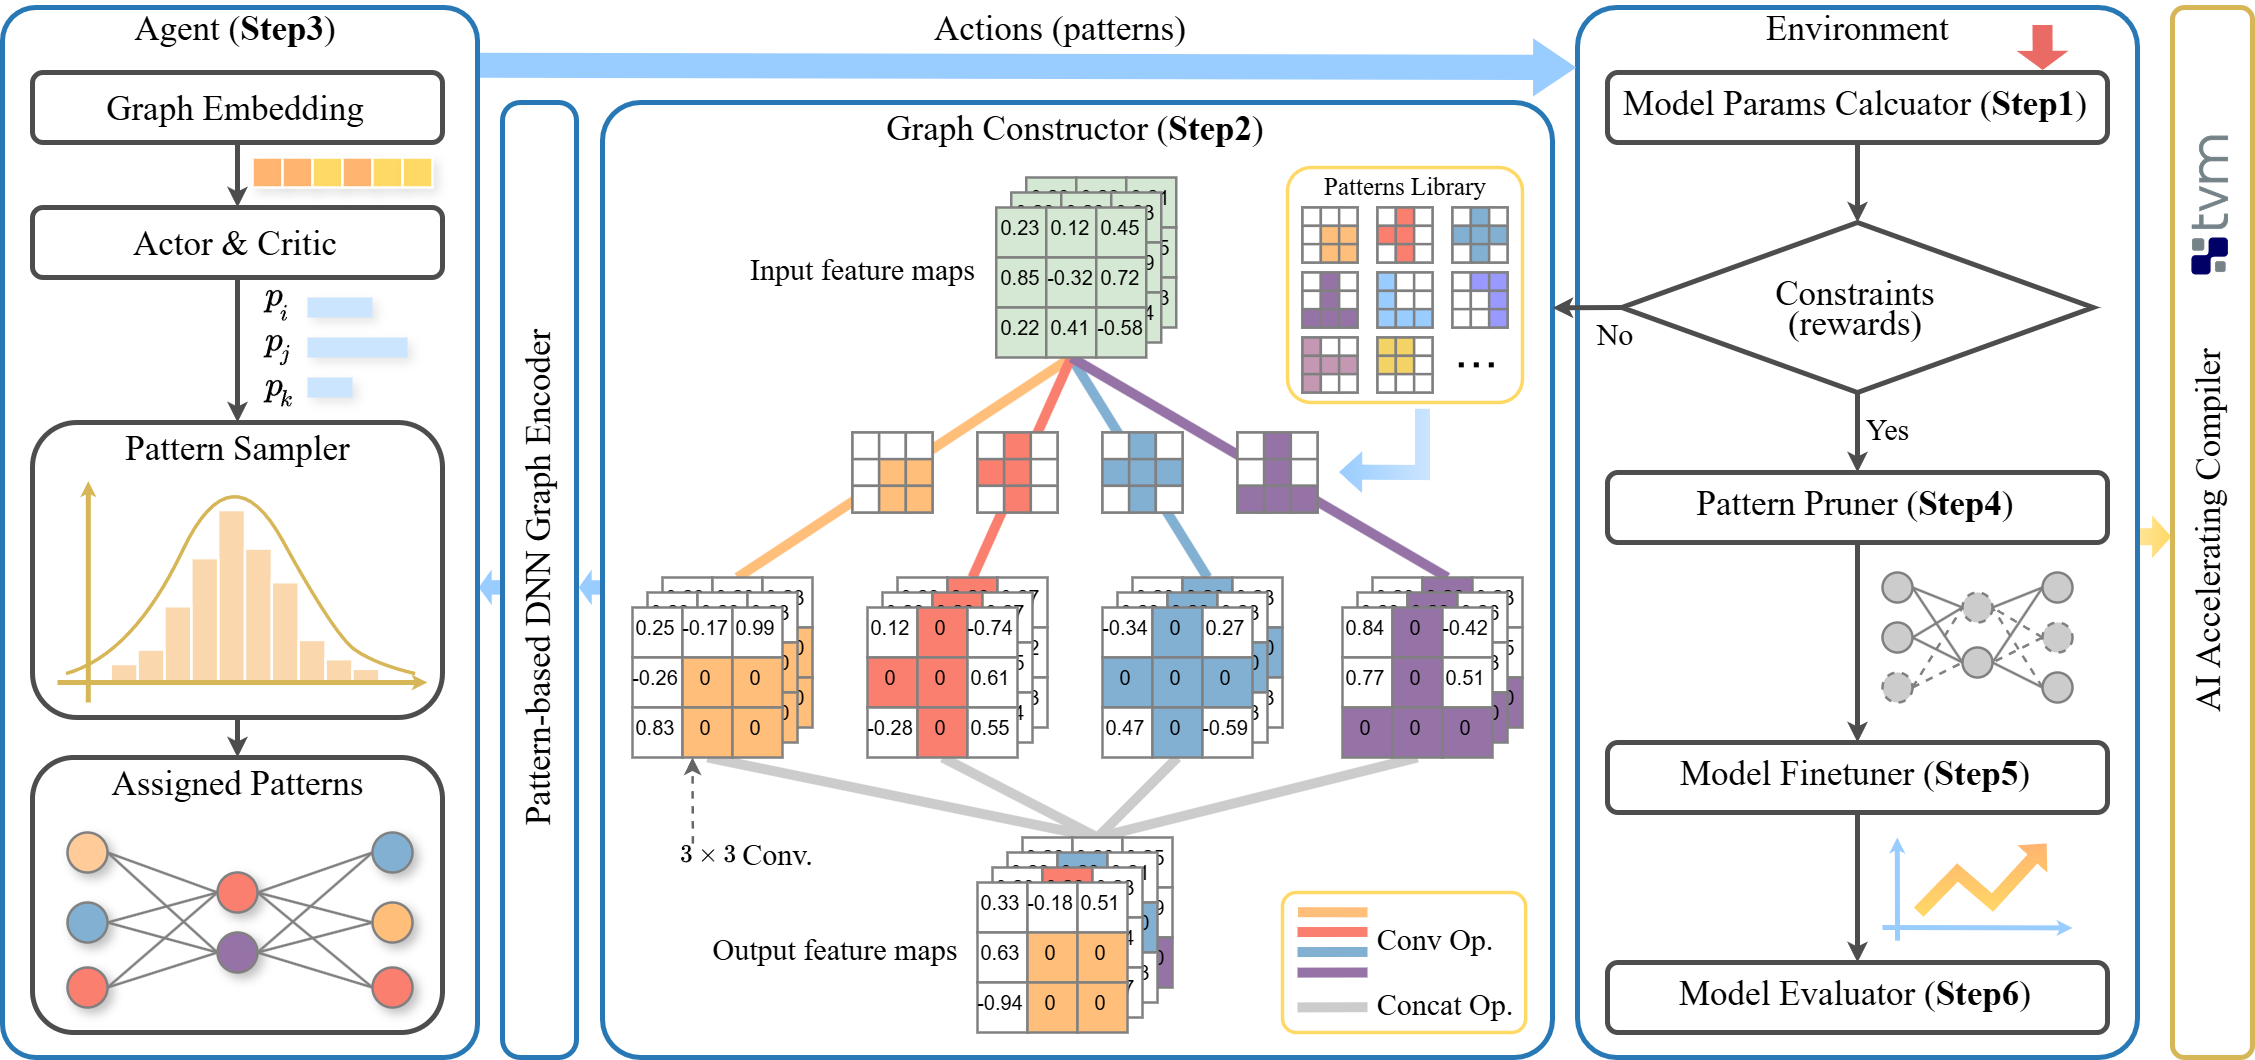 Agent (Step3)
Graph Embedding
Actor & Critic
p_i
p_j
p_k
Pattern Sampler
Assigned Patterns
Pattern-based DNN Graph Encoder
Actions (patterns)
Graph Constructor (Step2)
Input feature maps
0.23 0.12 0.45
0.85 -0.32 0.72
0.22 0.41 -0.58
Patterns Library
...
0.25 -0.17 0.99
-0.26 0 0
0.83 0 0
0.12 0 -0.74
0 0 0.61
-0.28 0 0.55
-0.34 0 0.27
0 0 0
0.47 0 -0.59
0.84 0 -0.42
0.77 0 0.51
0 0 0
3 × 3 Conv.
Output feature maps
0.33 -0.18 0.51
0.63 0 0
-0.94 0 0
Conv Op.
Concat Op.
Environment
Model Params Calcuator (Step1)
Constraints
(rewards)
No
Yes
Pattern Pruner (Step4)
Model Finetuner (Step5)
Model Evaluator (Step6)
tvm
AI Accelerating Compiler